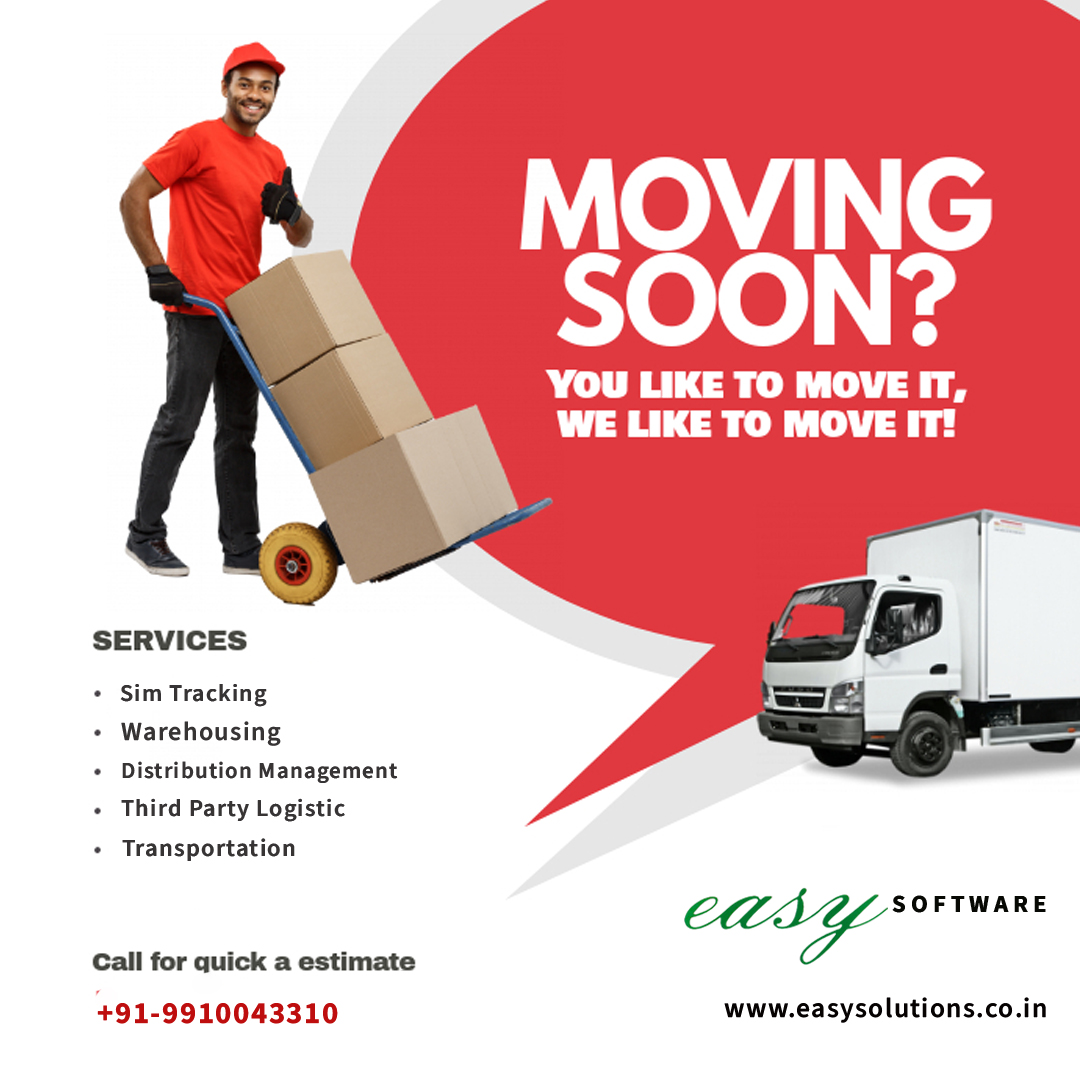 MOVING
SOON?
YOU LIKE TO MOVE IT,
WE LIKE TO MOVE IT!
SERVICES
• Sim Tracking
• Warehousing
• Distribution Management
• Third Party Logistic
• Transportation
easy SOFTWARE
Call for quick a estimate
+91-9910043310
www.easysolutions.co.in